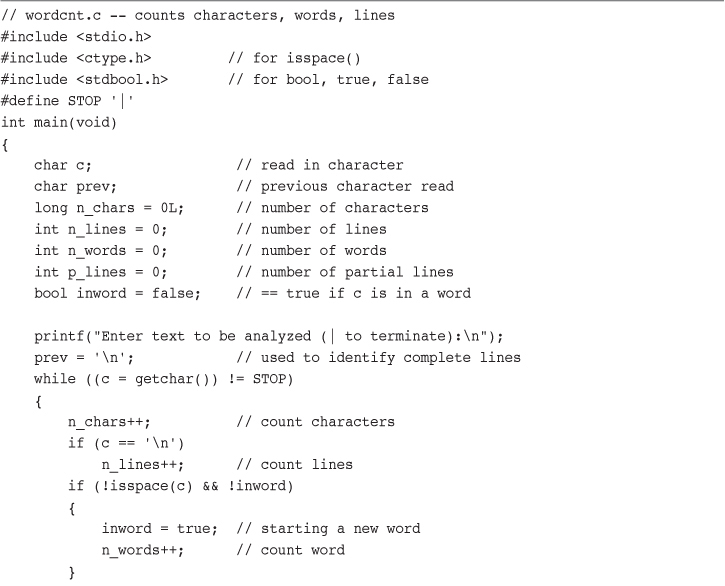 // wordcnt.c -- counts characters, words, lines
#include <stdio.h>
#include <ctype.h>         // for isspace()
#include <stdbool.h>       // for bool, true, false
#define STOP '|'
int main(void)
{
    char c;                 // read in character
    char prev;              // previous character read
    long n_chars = 0L;      // number of characters
    int n_lines = 0;        // number of lines
    int n_words = 0;        // number of words
    int p_lines = 0;        // number of partial lines
    bool inword = false;    // == true if c is in a word

    printf("Enter text to be analyzed (| to terminate):\n");
    prev = '\n';            // used to identify complete lines
    while ((c = getchar()) != STOP)
    {
        n_chars++;          // count characters
        if (c == '\n')
            n_lines++;      // count lines
        if (!isspace(c) && !inword)
        {
            inword = true;  // starting a new word
            n_words++;      // count word
        }